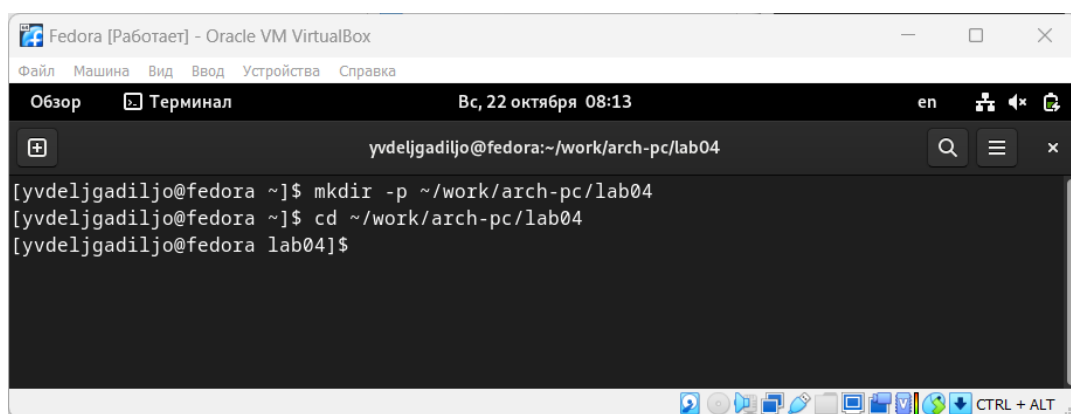 Fedora [Работает] - Oracle VM VirtualBox
Файл Машина Вид Ввод Устройства Справка
Обзор Терминал Вс, 22 октября 08:13 en
yvdeljgadiljo@fedora:~/work/arch-pc/lab04
[yvdeljgadiljo@fedora ~]$ mkdir -p ~/work/arch-pc/lab04
[yvdeljgadiljo@fedora ~]$ cd ~/work/arch-pc/lab04
[yvdeljgadiljo@fedora lab04]$
CTRL + ALT